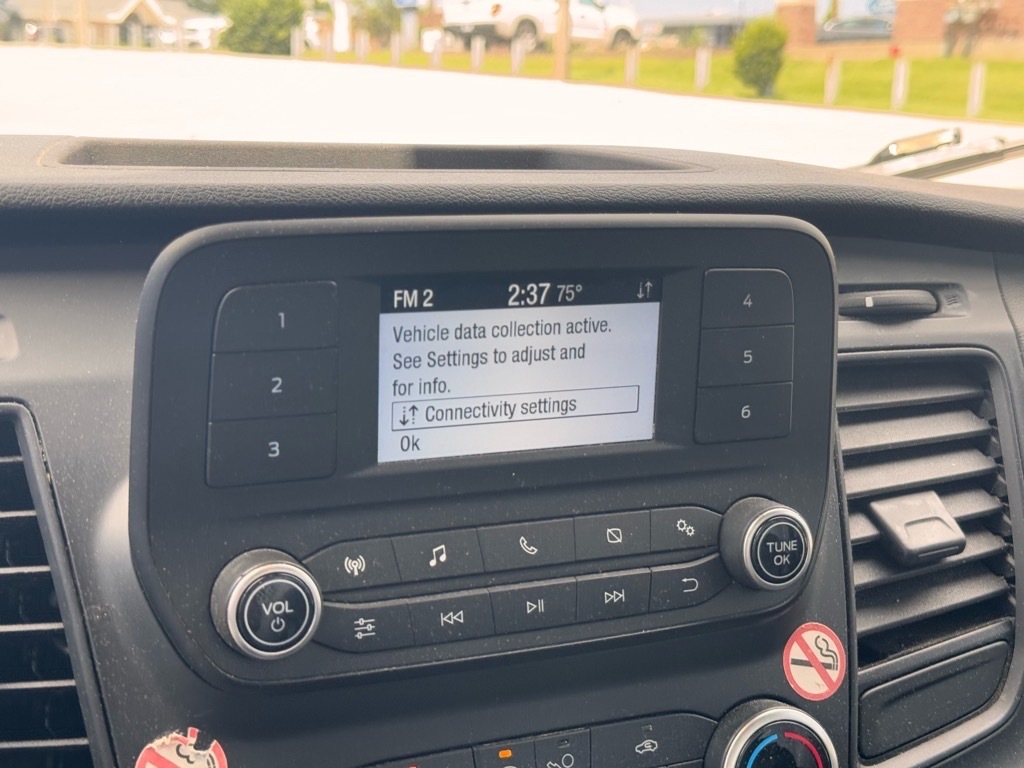 FM 2 2:37 75°
Vehicle data collection active.
See Settings to adjust and
for info.
Connectivity settings
Ok
1
2
3
4
5
6
VOL
TUNE
OK